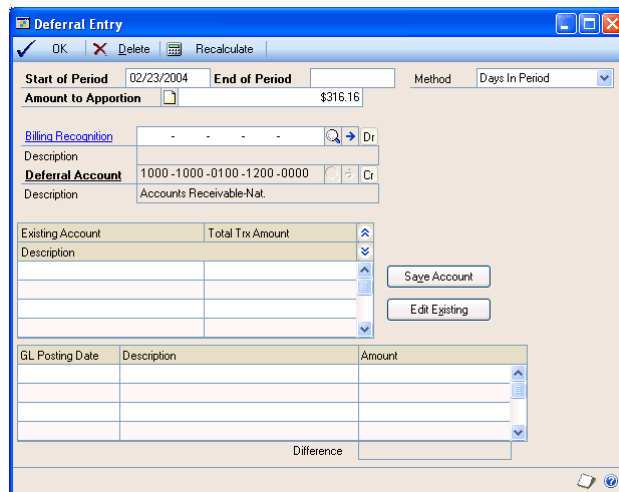 Deferral Entry
OK Delete Recalculate
Start of Period 02/23/2004 End of Period Method Days In Period
Amount to Apportion $316.16
Billing Recognition - - - - Dr
Description
Deferral Account 1000 -1000 -0100 -1200 -0000 Cr
Description Accounts Receivable-Nat.
Existing Account Total Trx Amount
Description
Save Account
Edit Existing
GL Posting Date Description Amount
Difference